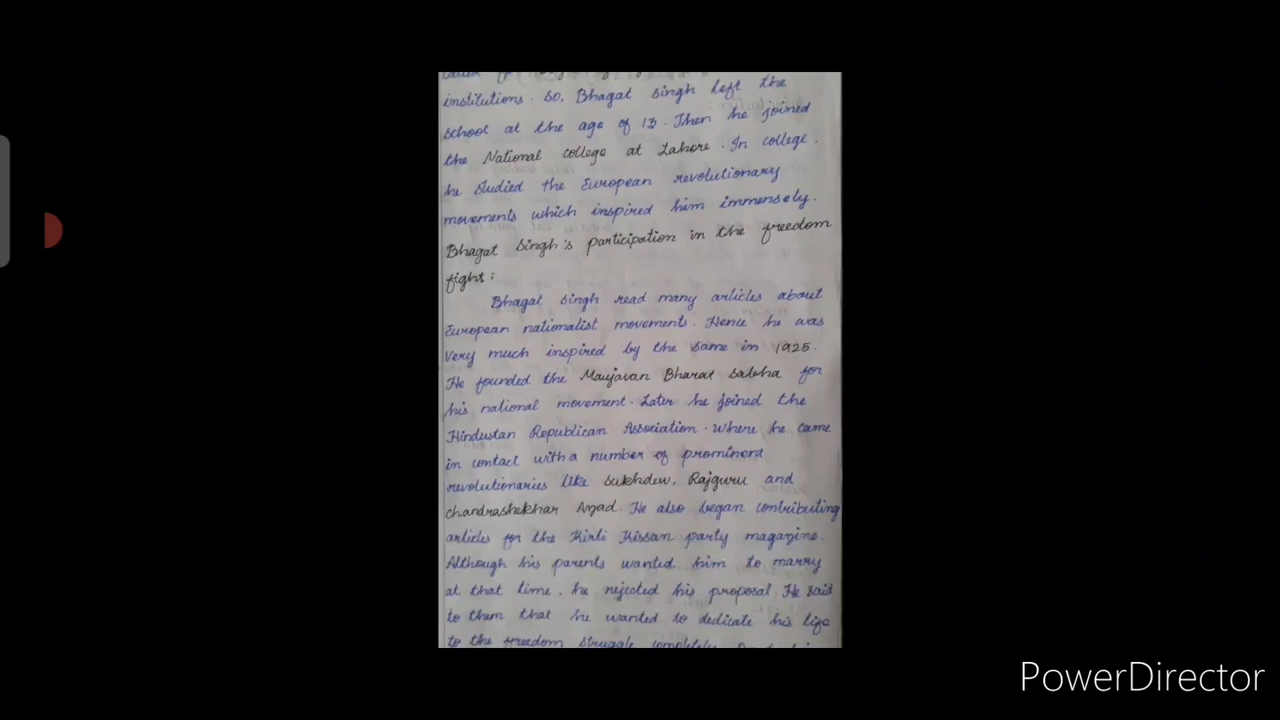 institutions. So, Bhagat Singh left the
school at the age of 13. Then he joined
the National college at Lahore. In college.
he studied the European revolutionary
movements which inspired him immensely.
Bhagat Singh's participation in the freedom
fight:
Bhagat Singh read many articles about
European nationalist movements. Hence he was
very much inspired by the same in 1925.
He founded the Maujavan Bharat Sabha for
his national movement. Later he joined the
Hindustan Republican Association. Where he came
in contact with a number of prominent
revolutionaries like Sukhdew, Rajguru and
Chandrashekhar Azad. He also began contributing
articles for the Kirti Kissan party magazine.
Although his parents wanted him to marry
at that time, he rejected his proposal. He said
to them that he wanted to dedicate his life
to the freedom struggle completely.
PowerDirector